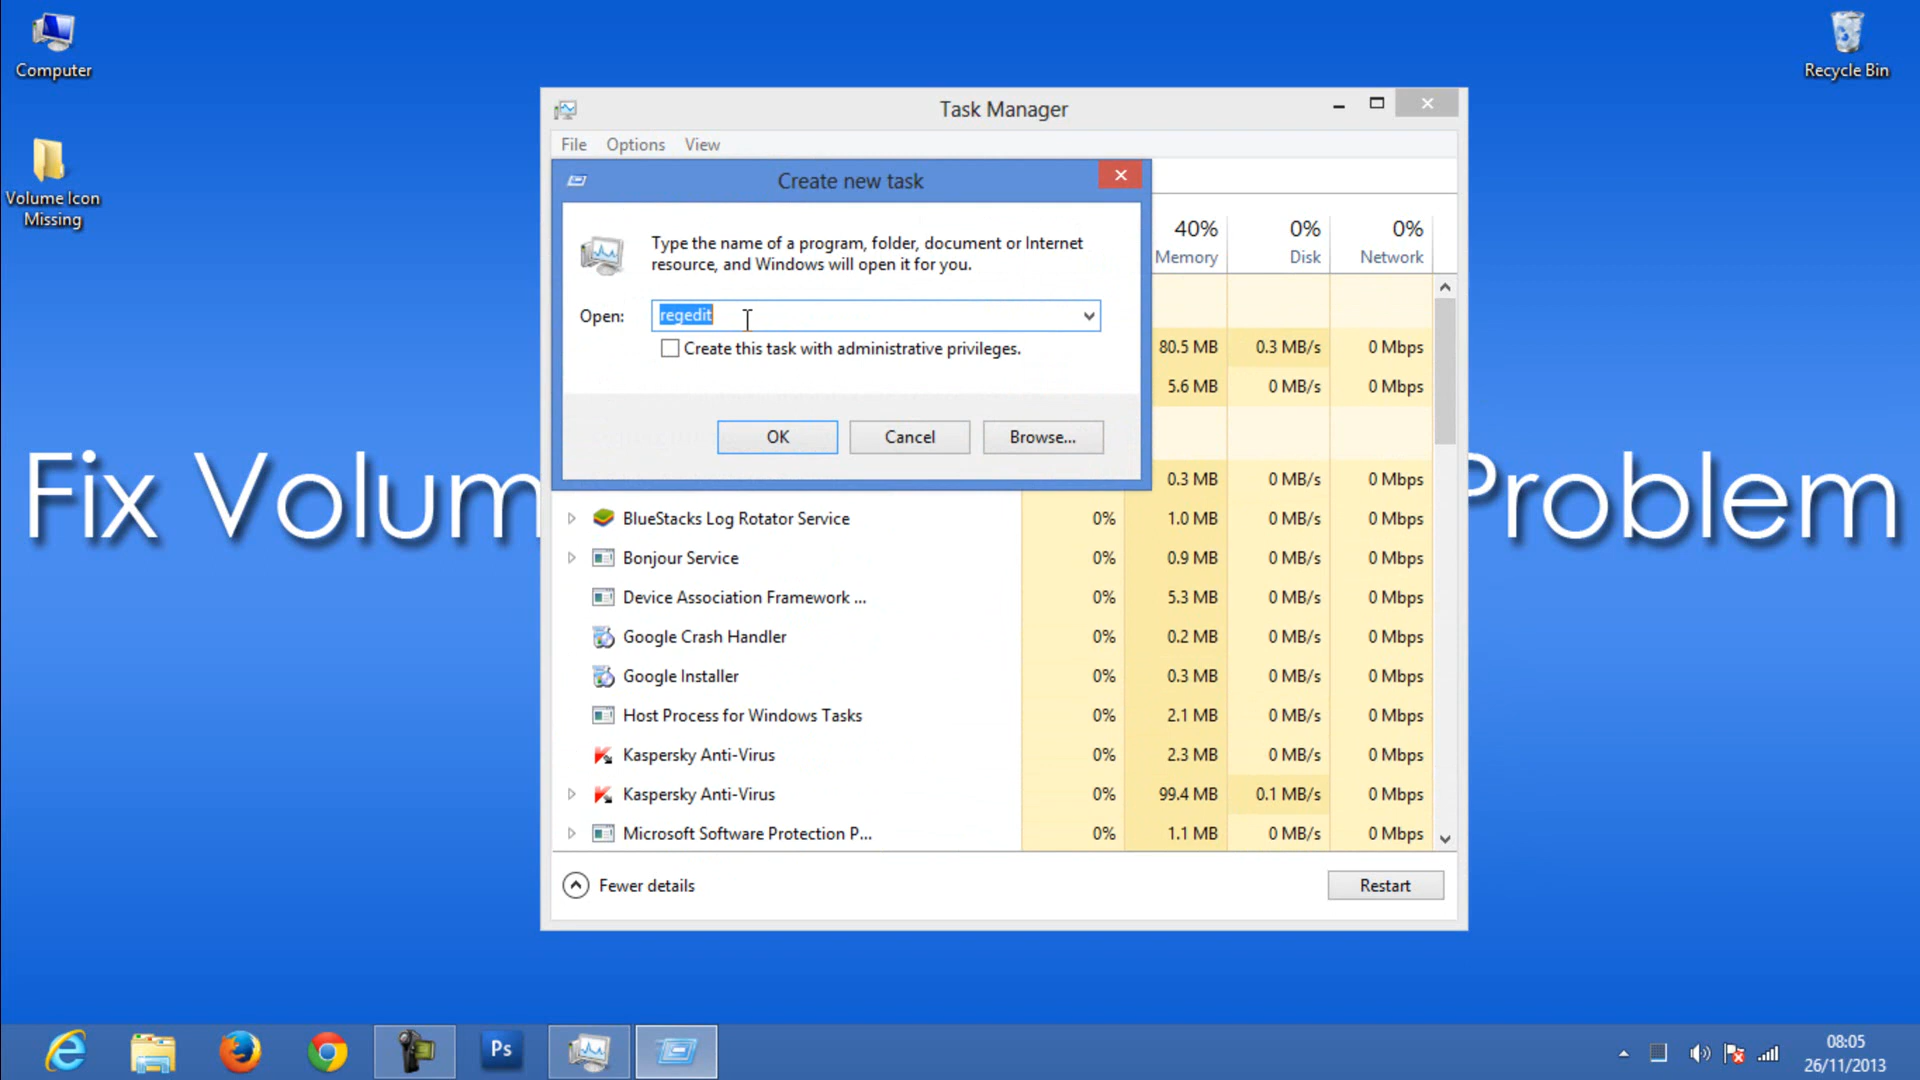 Computer
Recycle Bin
Volume Icon
Missing
Fix Volum
Problem
Task Manager
File Options View
Create new task
Type the name of a program, folder, document or Internet
resource, and Windows will open it for you.
Open: regedit
Create this task with administrative privileges.
OK Cancel Browse...
40% 0% 0%
Memory Disk Network
80.5 MB 0.3 MB/s 0 Mbps
5.6 MB 0 MB/s 0 Mbps
0.3 MB 0 MB/s 0 Mbps
BlueStacks Log Rotator Service 0% 1.0 MB 0 MB/s 0 Mbps
Bonjour Service 0% 0.9 MB 0 MB/s 0 Mbps
Device Association Framework ... 0% 5.3 MB 0 MB/s 0 Mbps
Google Crash Handler 0% 0.2 MB 0 MB/s 0 Mbps
Google Installer 0% 0.3 MB 0 MB/s 0 Mbps
Host Process for Windows Tasks 0% 2.1 MB 0 MB/s 0 Mbps
Kaspersky Anti-Virus 0% 2.3 MB 0 MB/s 0 Mbps
Kaspersky Anti-Virus 0% 99.4 MB 0.1 MB/s 0 Mbps
Microsoft Software Protection P... 0% 1.1 MB 0 MB/s 0 Mbps
Fewer details
Restart
Ps
08:05
26/11/2013